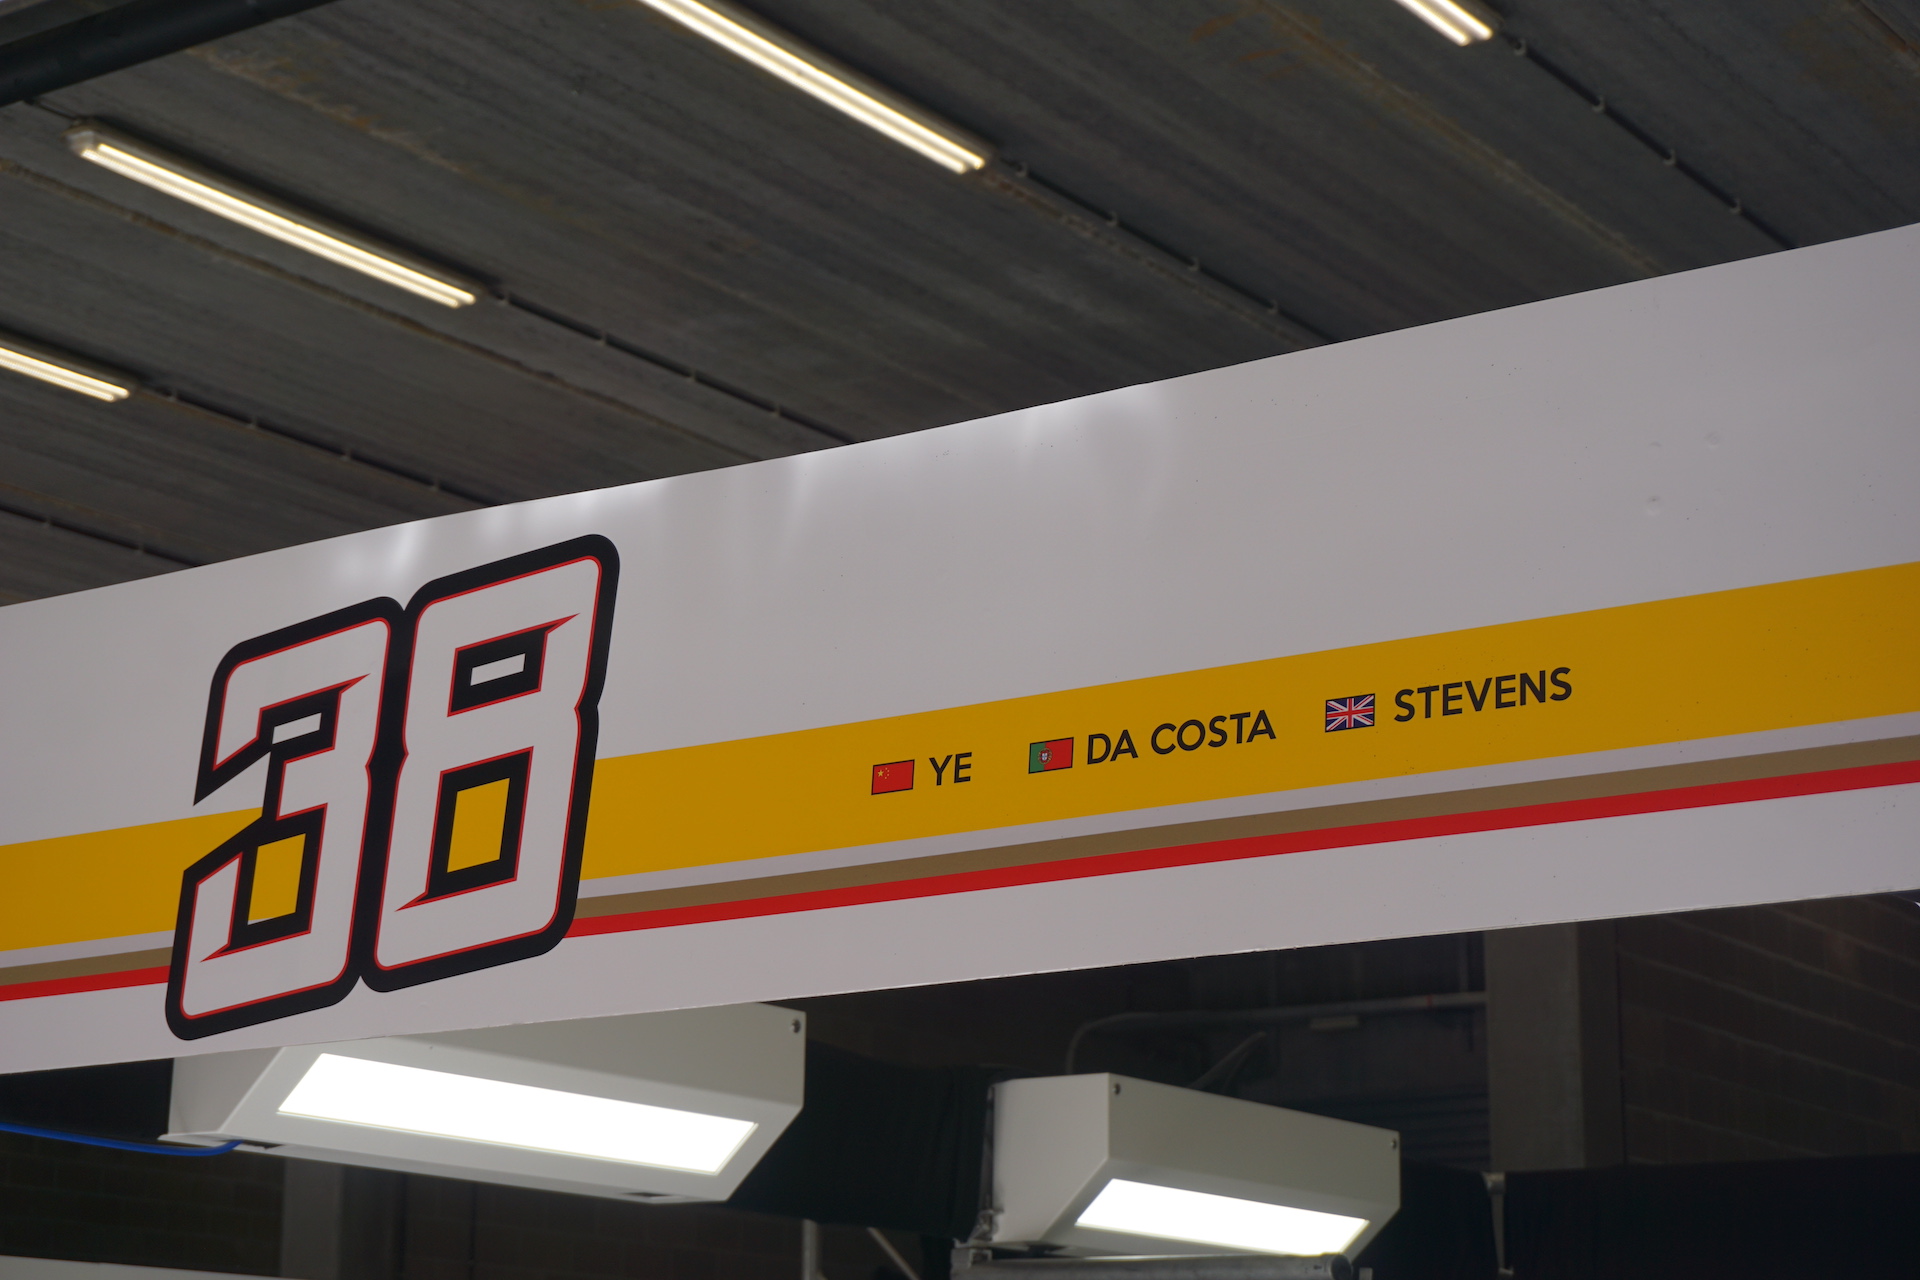 38
YE DA COSTA STEVENS